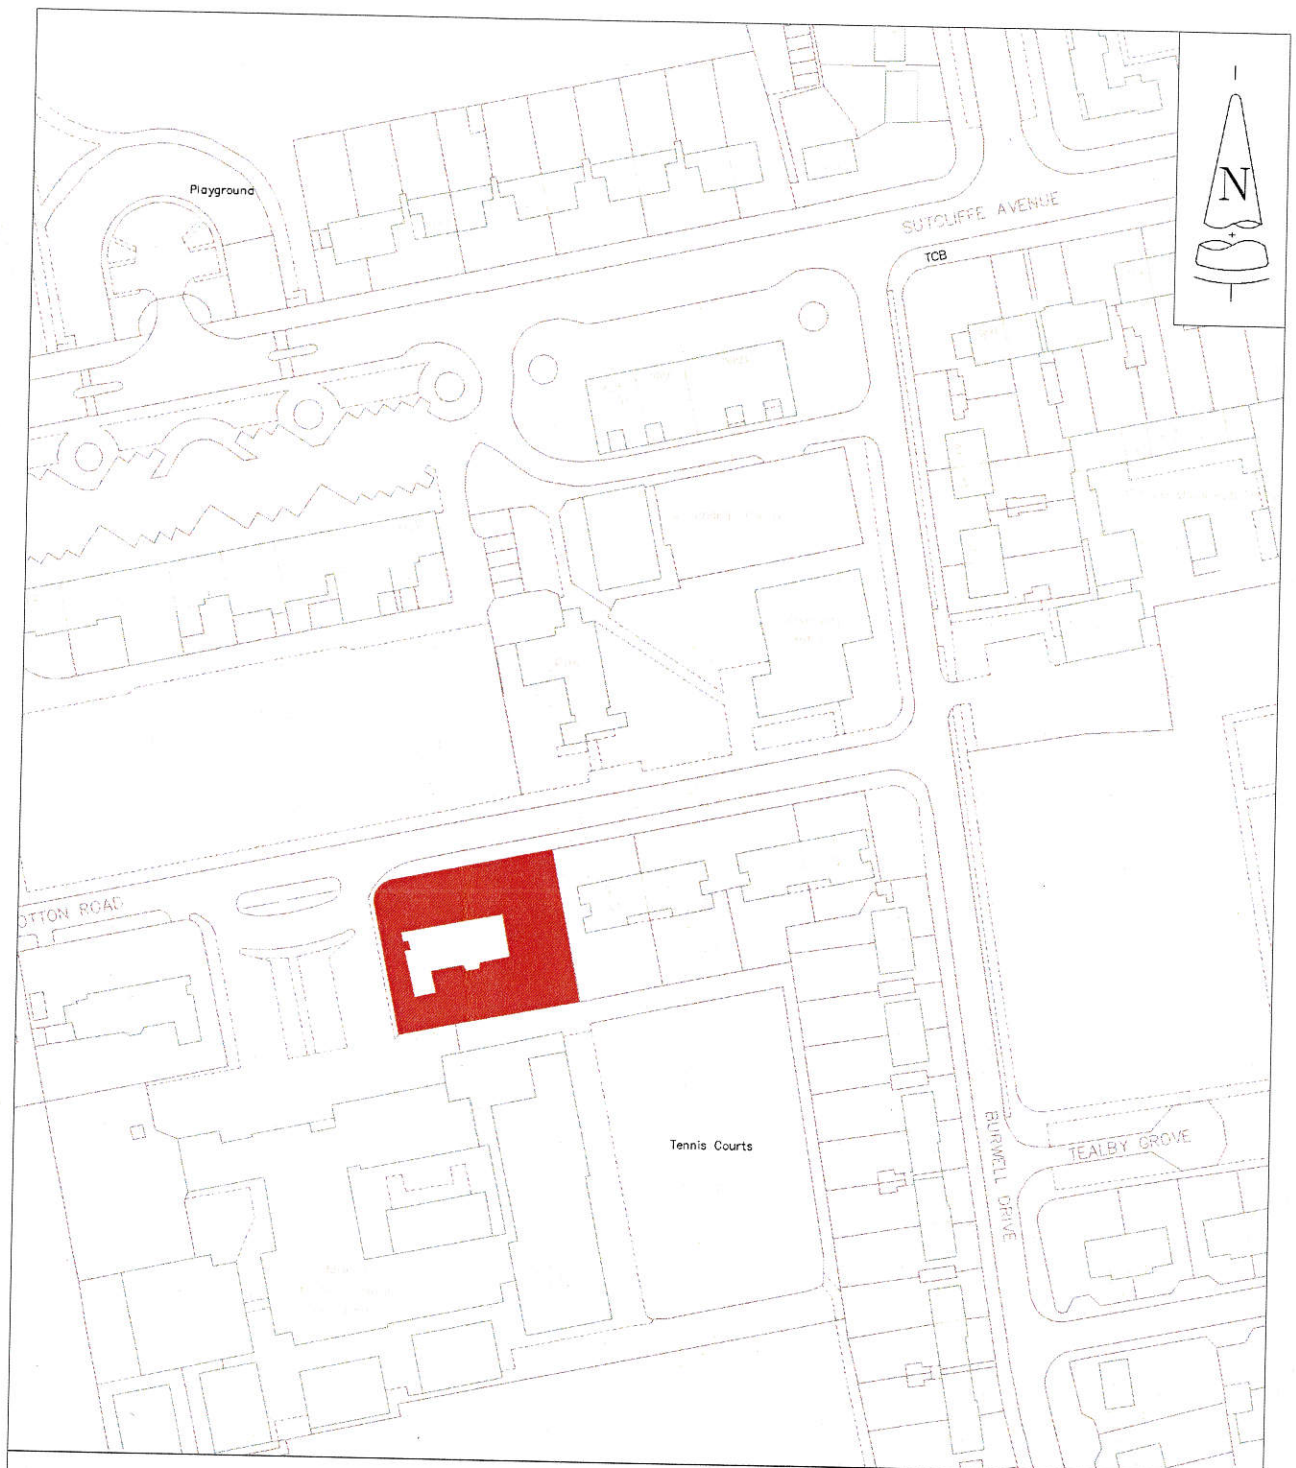 Playground
SUTCLIFFE AVENUE
TCB
N
OTTON ROAD
Tennis Courts
BURWELL DRIVE
TEALBY GROVE